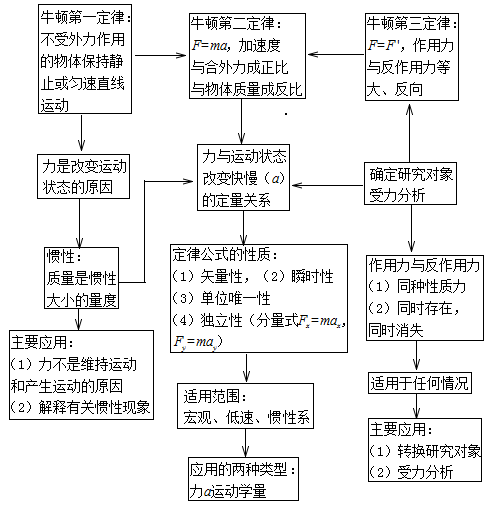 牛顿第一定律：
不受外力作用
的物体保持静
止或匀速直线
运动
力是改变运动
状态的原因
惯性：
质量是惯性
大小的量度
主要应用：
（1）力不是维持运动
和产生运动的原因
（2）解释有关惯性现象
牛顿第二定律：
F=ma，加速度
与合外力成正比
与物体质量成反比
力与运动状态
改变快慢（a）
的定量关系
定律公式的性质：
（1）矢量性，（2）瞬时性
（3）单位唯一性
（4）独立性（分量式Fx=max，
Fy=may）
适用范围：
宏观、低速、惯性系
应用的两种类型：
力a运动学量
牛顿第三定律：
F=F'，作用力
与反作用力等
大、反向
确定研究对象
受力分析
作用力与反作用力
（1）同种性质力
（2）同时存在，
同时消失
适用于任何情况
主要应用：
（1）转换研究对象
（2）受力分析